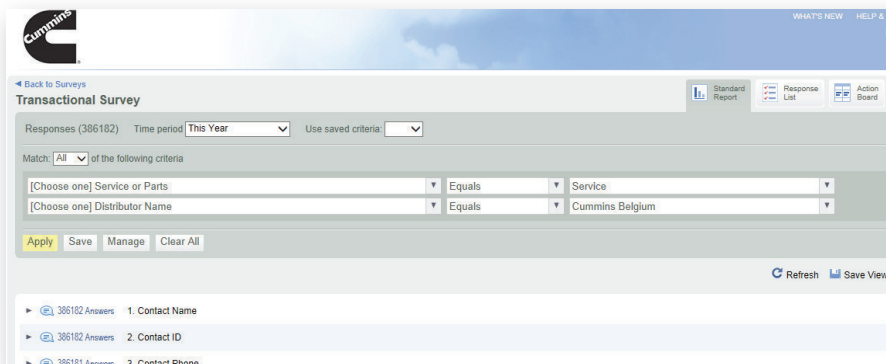 WHAT'S NEW HELP &
Cummins
Back to Surveys
Transactional Survey
Standard Report
Response List
Action Board
Responses (386182) Time period This Year Use saved criteria:
Match: All of the following criteria
[Choose one] Service or Parts Equals Service
[Choose one] Distributor Name Equals Cummins Belgium
Apply Save Manage Clear All
Refresh Save View
386182 Answers 1. Contact Name
386182 Answers 2. Contact ID
386181 Answers 3. Contact Phone